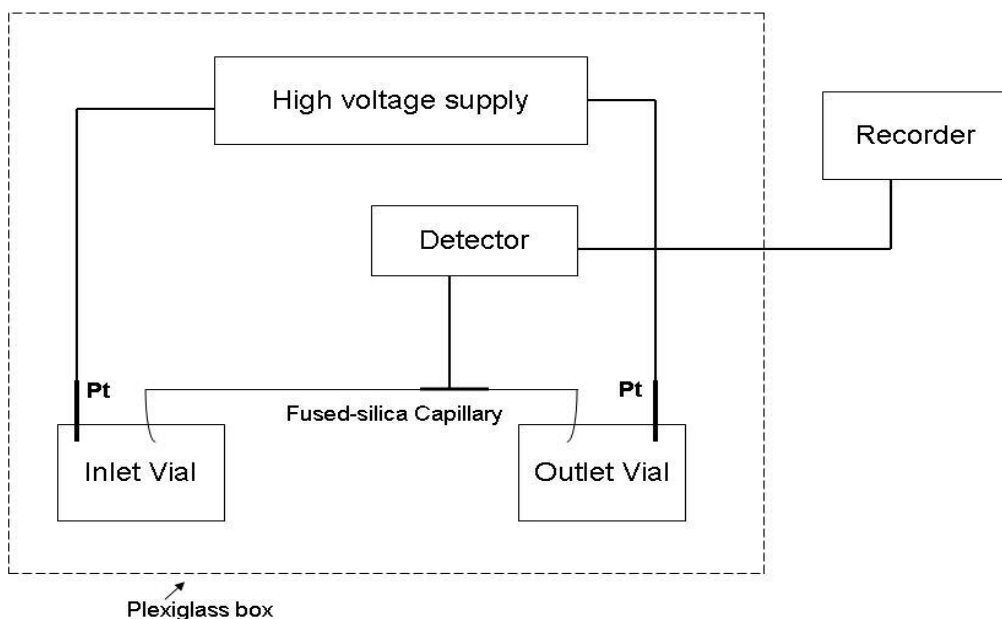 High voltage supply
Recorder
Detector
Pt
Pt
Fused-silica Capillary
Inlet Vial
Outlet Vial
Plexiglass box